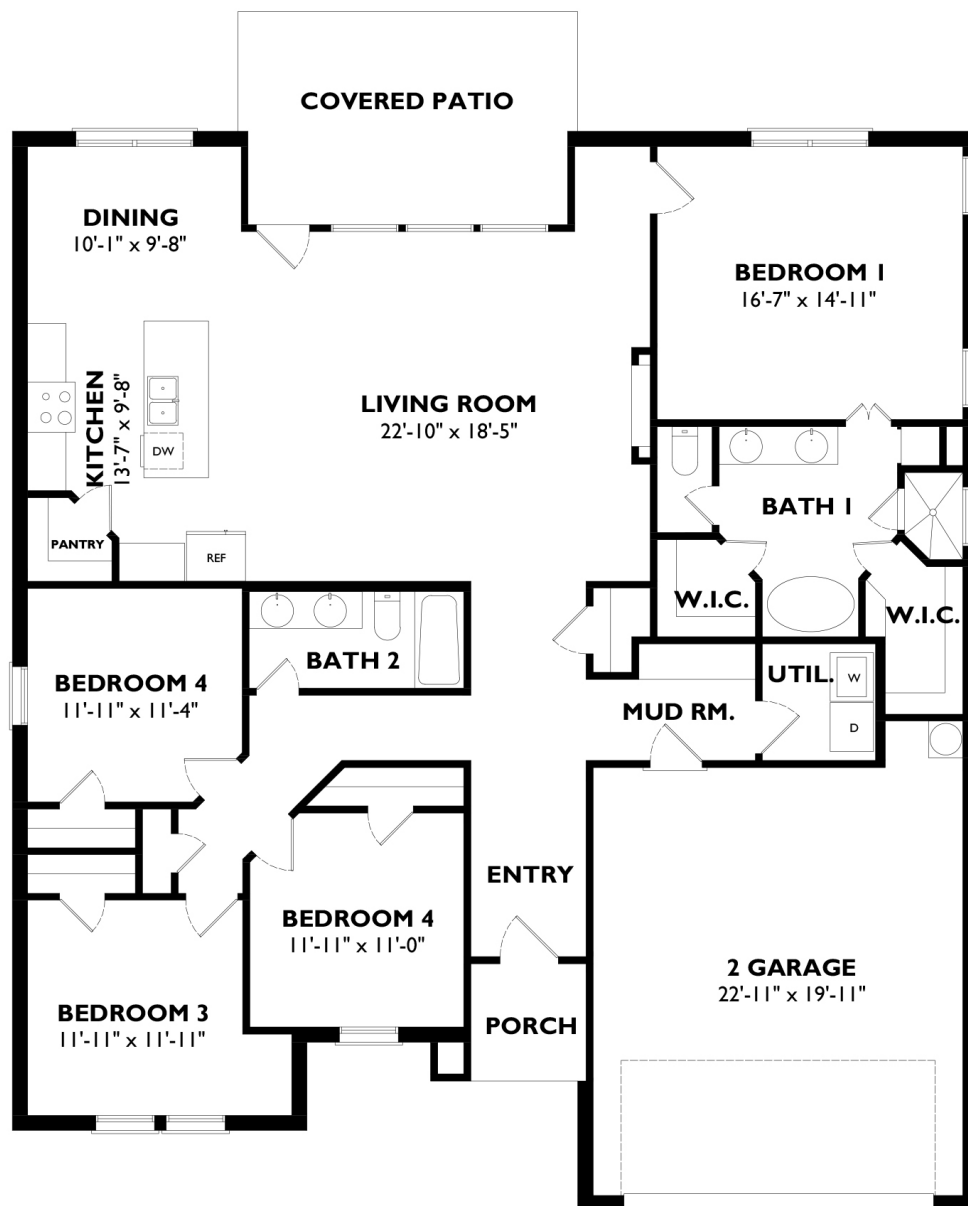 COVERED PATIO
DINING
10'-1" x 9'-8"
BEDROOM 1
16'-7" x 14'-11"
KITCHEN
13'-7" x 9'-8"
LIVING ROOM
22'-10" x 18'-5"
DW
BATH 1
PANTRY
REF
W.I.C.
W.I.C.
BATH 2
BEDROOM 4
11'-11" x 11'-4"
UTIL.
W
MUD RM.
D
ENTRY
BEDROOM 4
11'-11" x 11'-0"
2 GARAGE
22'-11" x 19'-11"
BEDROOM 3
11'-11" x 11'-11"
PORCH